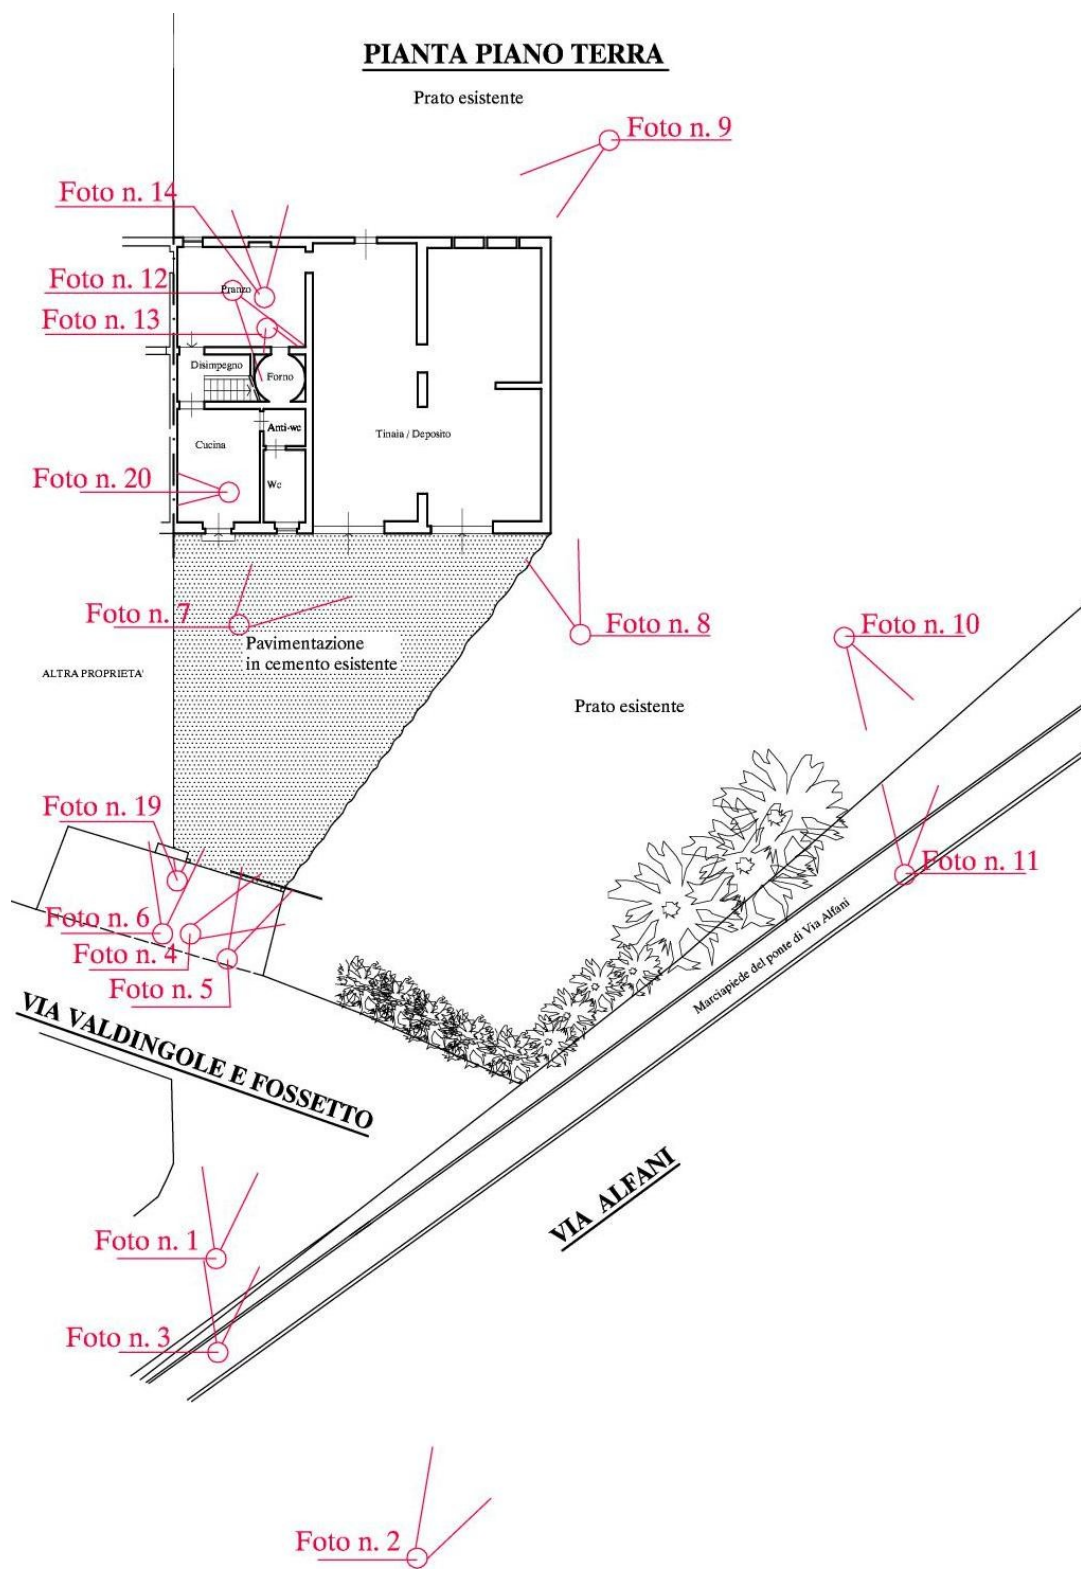 PIANTA PIANO TERRA
Prato esistente
Foto n. 9
Foto n. 14
Foto n. 12
Pranzo
Foto n. 13
Disimpegno
Forno
Anti-wc
Tinaia / Deposito
Cucina
Foto n. 20
Wc
Foto n. 7
Foto n. 8
Foto n. 10
Pavimentazione
in cemento esistente
ALTRA PROPRIETA'
Prato esistente
Foto n. 19
Foto n. 11
Foto n. 6
Foto n. 4
Foto n. 5
Marciapiede del ponte di Via Alfani
VIA VALDINGOLE E FOSSETTO
VIA ALFANI
Foto n. 1
Foto n. 3
Foto n. 2